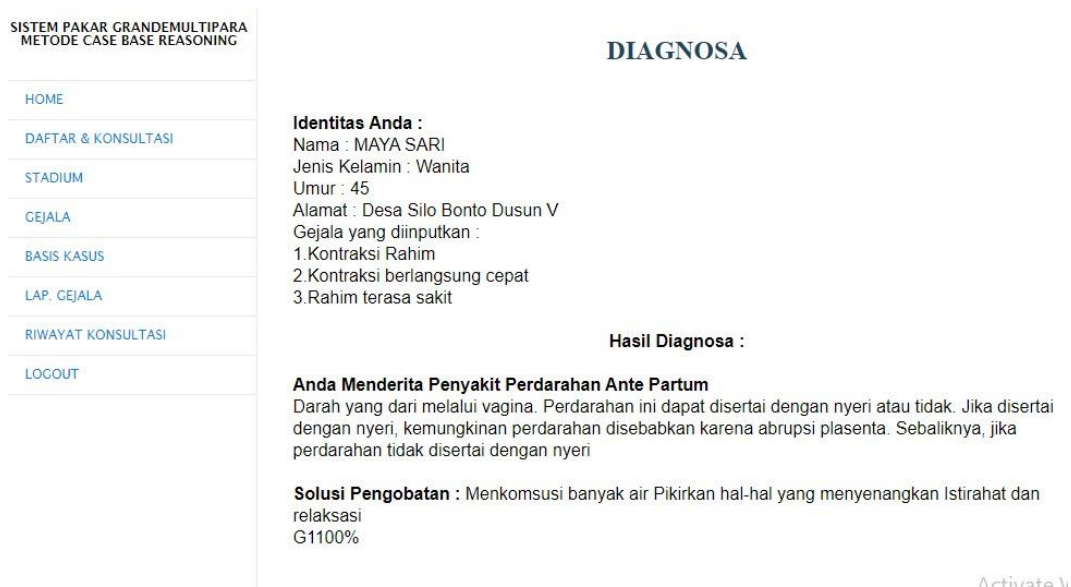 SISTEM PAKAR GRANDEMULTIPARA
METODE CASE BASE REASONING
HOME
DAFTAR & KONSULTASI
STADIUM
GEJALA
BASIS KASUS
LAP. GEJALA
RIWAYAT KONSULTASI
LOGOUT
DIAGNOSA
Identitas Anda :
Nama : MAYA SARI
Jenis Kelamin : Wanita
Umur : 45
Alamat : Desa Silo Bonto Dusun V
Gejala yang diinputkan :
1.Kontraksi Rahim
2.Kontraksi berlangsung cepat
3.Rahim terasa sakit
Hasil Diagnosa :
Anda Menderita Penyakit Perdarahan Ante Partum
Darah yang dari melalui vagina. Perdarahan ini dapat disertai dengan nyeri atau tidak. Jika disertai
dengan nyeri, kemungkinan perdarahan disebabkan karena abrupsi plasenta. Sebaliknya, jika
perdarahan tidak disertai dengan nyeri
Solusi Pengobatan : Menkomsusi banyak air Pikirkan hal-hal yang menyenangkan Istirahat dan
relaksasi
G1100%
Activate